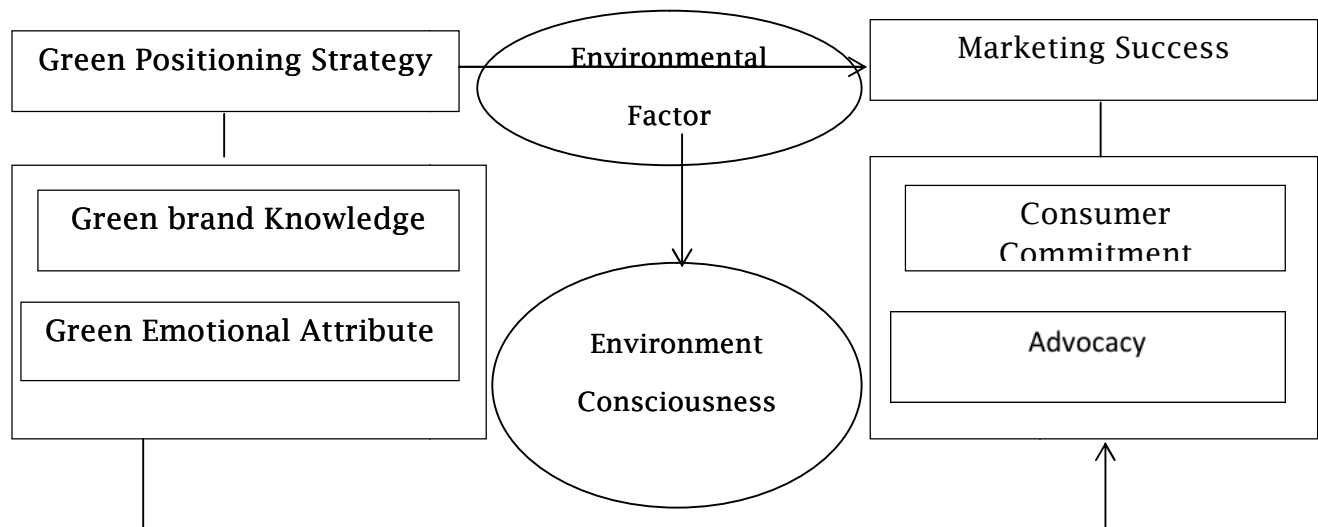 Green Positioning Strategy
Environmental
Factor
Marketing Success
Green brand Knowledge
Green Emotional Attribute
Environment
Consciousness
Consumer
Commitment
Advocacy